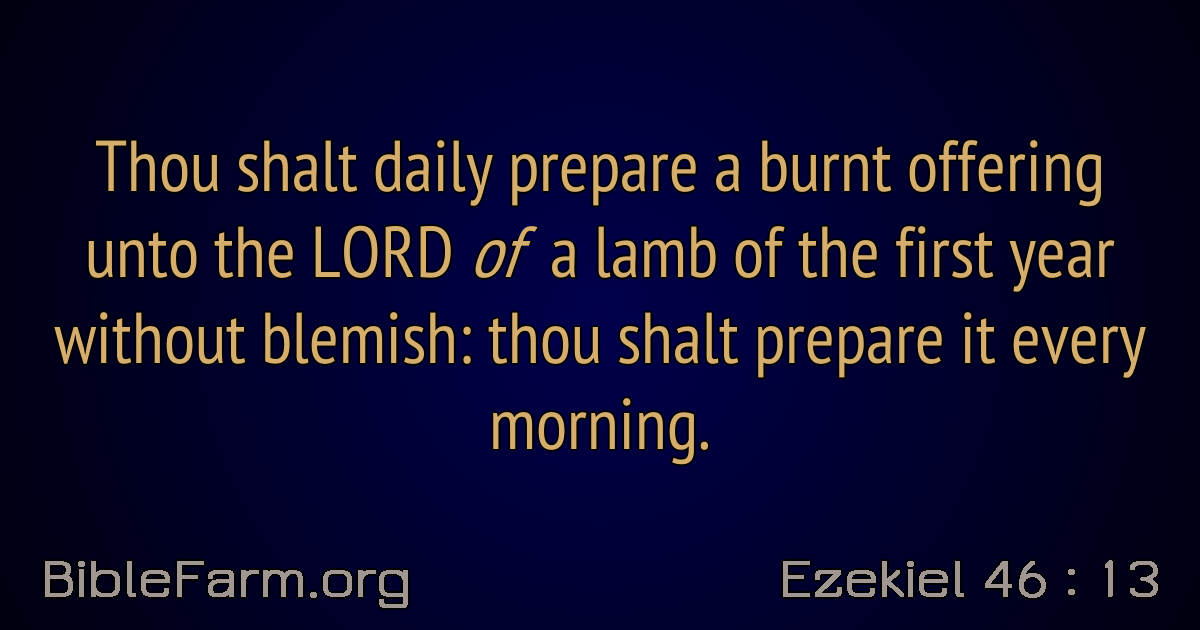 Thou shalt daily prepare a burnt offering
unto the LORD of a lamb of the first year
without blemish: thou shalt prepare it every
morning.
BibleFarm.org
Ezekiel 46 : 13